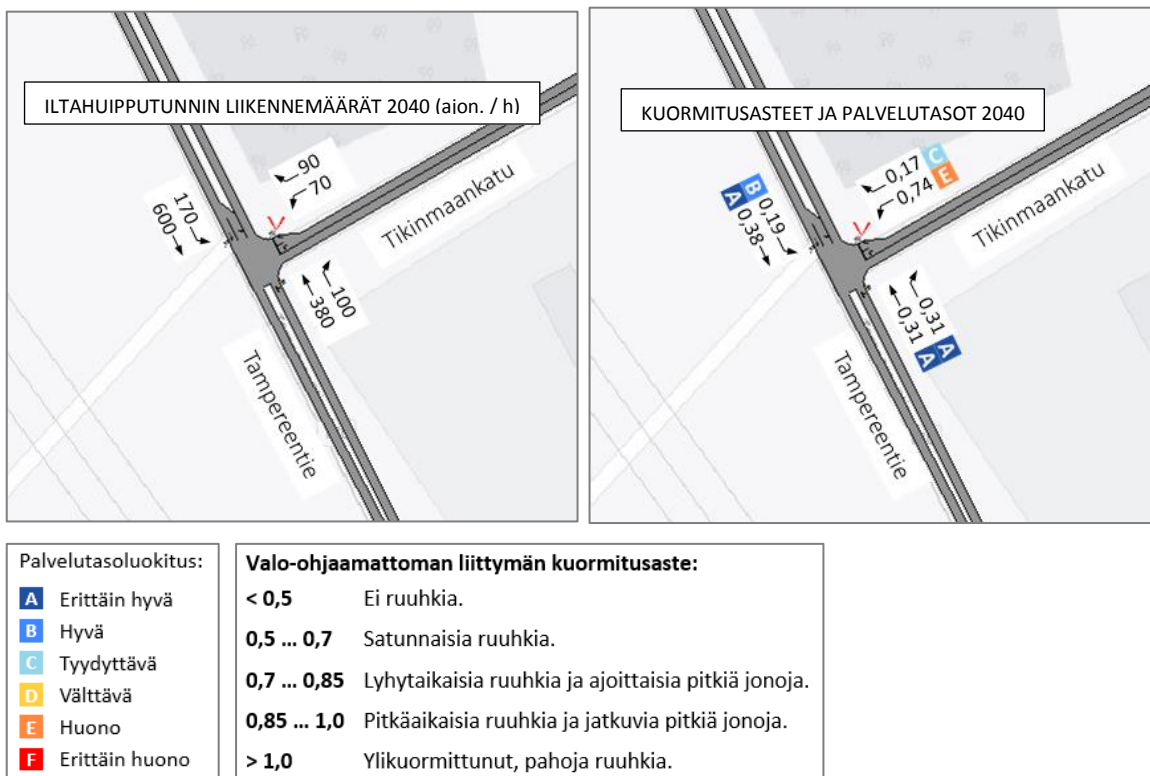 ILTAHUIPPUTUNNIN LIIKENNEMÄÄRÄT 2040 (aion. / h)
90
70
170
600
Tikinmaankatu
100
380
Tampereentie
KUORMITUSASTEET JA PALVELUTASOT 2040
0,17 C
0,74 E
B 0,19
A 0,38
Tikinmaankatu
0,31 A
0,31 A
Tampereentie
Palvelutasoluokitus:
A Erittäin hyvä
B Hyvä
C Tyydyttävä
D Välttävä
E Huono
F Erittäin huono
Valo-ohjaamattoman liittymän kuormitusaste:
< 0,5 Ei ruuhkia.
0,5 ... 0,7 Satunnaisia ruuhkia.
0,7 ... 0,85 Lyhytaikaisia ruuhkia ja ajoittaisia pitkiä jonoja.
0,85 ... 1,0 Pitkäaikaisia ruuhkia ja jatkuvia pitkiä jonoja.
> 1,0 Ylikuormittunut, pahoja ruuhkia.